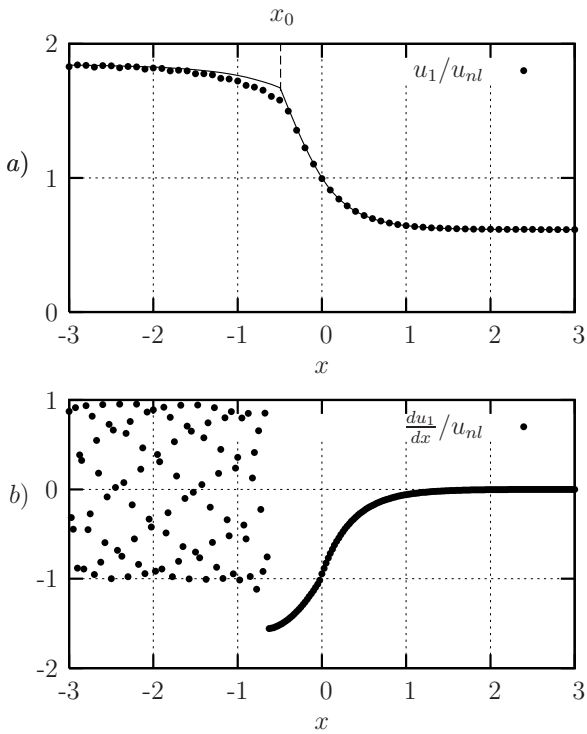 x_0
2
u_1/u_{nl}
a)
1
0
-3 -2 -1 0 1 2 3
x
1
\frac{du_1}{dx}/u_{nl}
b)
0
-1
-2
-3 -2 -1 0 1 2 3
x